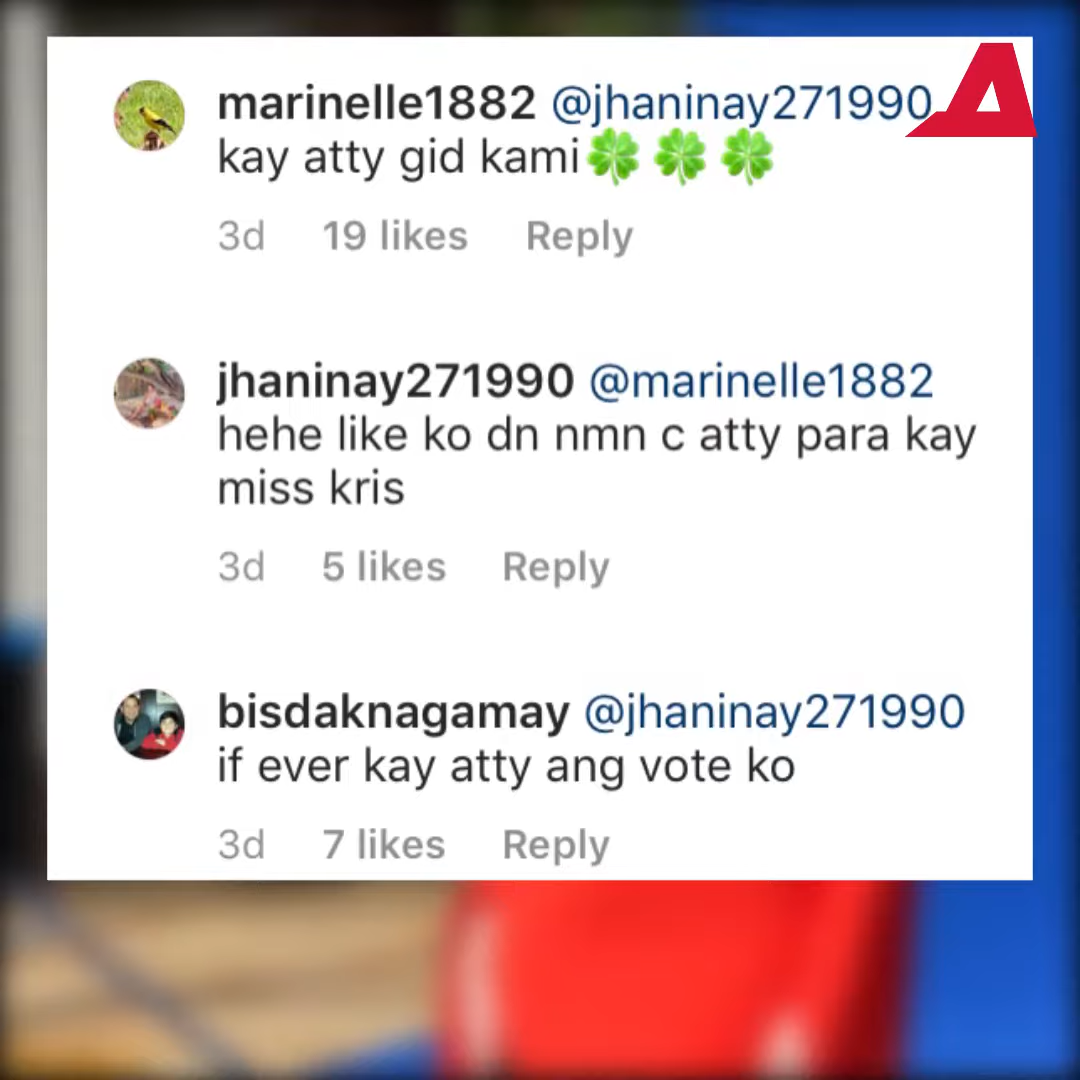 marinelle1882 @jhaninay271990
kay atty gid kami🍀🍀🍀
3d 19 likes Reply
jhaninay271990 @marinelle1882
hehe like ko dn nmn c atty para kay
miss kris
3d 5 likes Reply
bisdaknagamay @jhaninay271990
if ever kay atty ang vote ko
3d 7 likes Reply